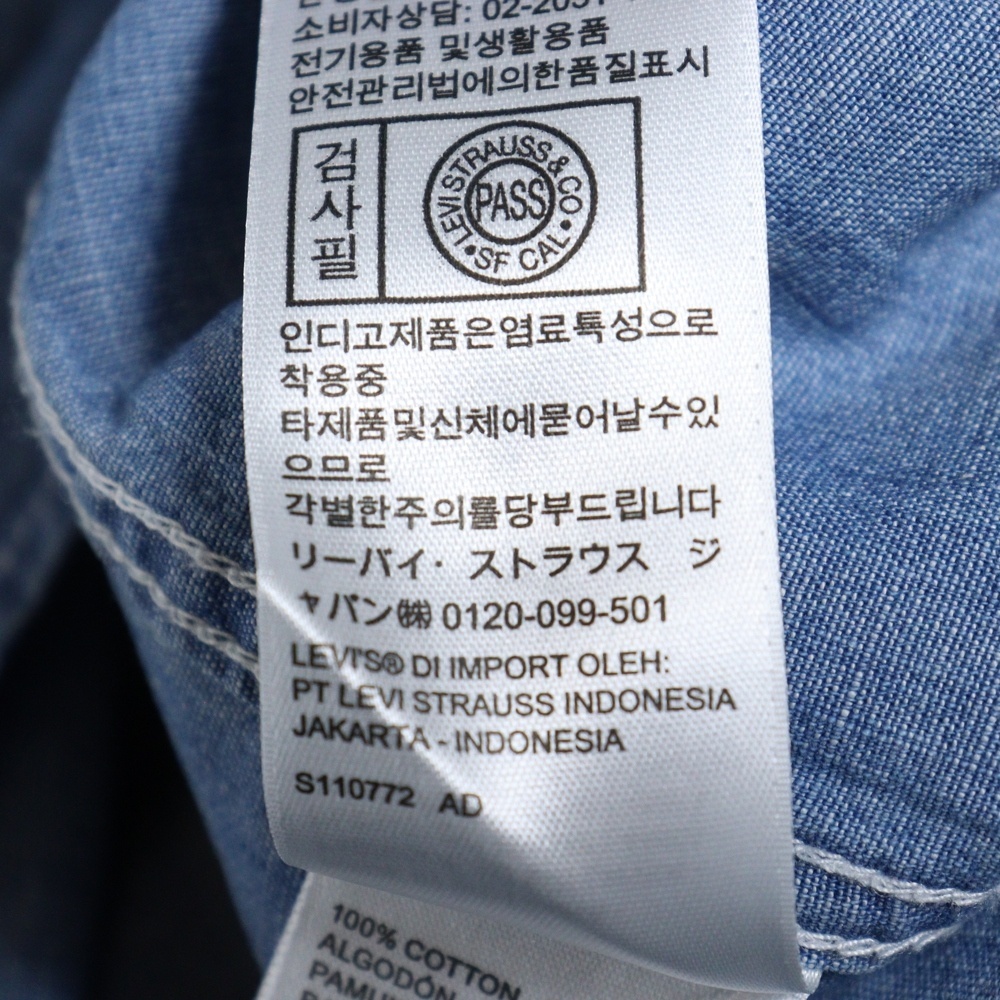 소비자상담: 02-20
전기용품 및생활용품
안전관리법에의한품질표시
검사필
LEVI STRAUSS & CO
PASS
SF CAL
인디고제품은염료특성으로
착용중
타제품및신체에묻어날수있
으므로
각별한주의를당부드립니다
リーバイ・ストラウス ジ
ャパン㈱ 0120-099-501
LEVI'S® DI IMPORT OLEH:
PT LEVI STRAUSS INDONESIA
JAKARTA - INDONESIA
S110772 AD
100% COTTON
ALGODÓN